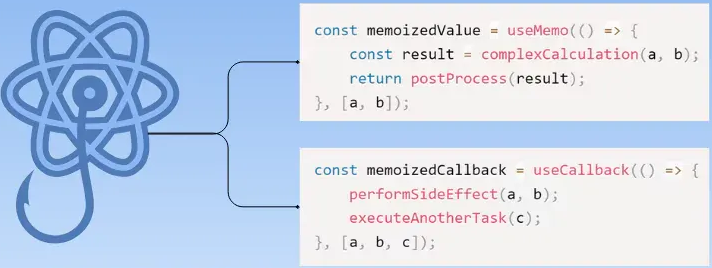 const memoizedValue = useMemo(() => {
    const result = complexCalculation(a, b);
    return postProcess(result);
}, [a, b]);
const memoizedCallback = useCallback(() => {
    performSideEffect(a, b);
    executeAnotherTask(c);
}, [a, b, c]);